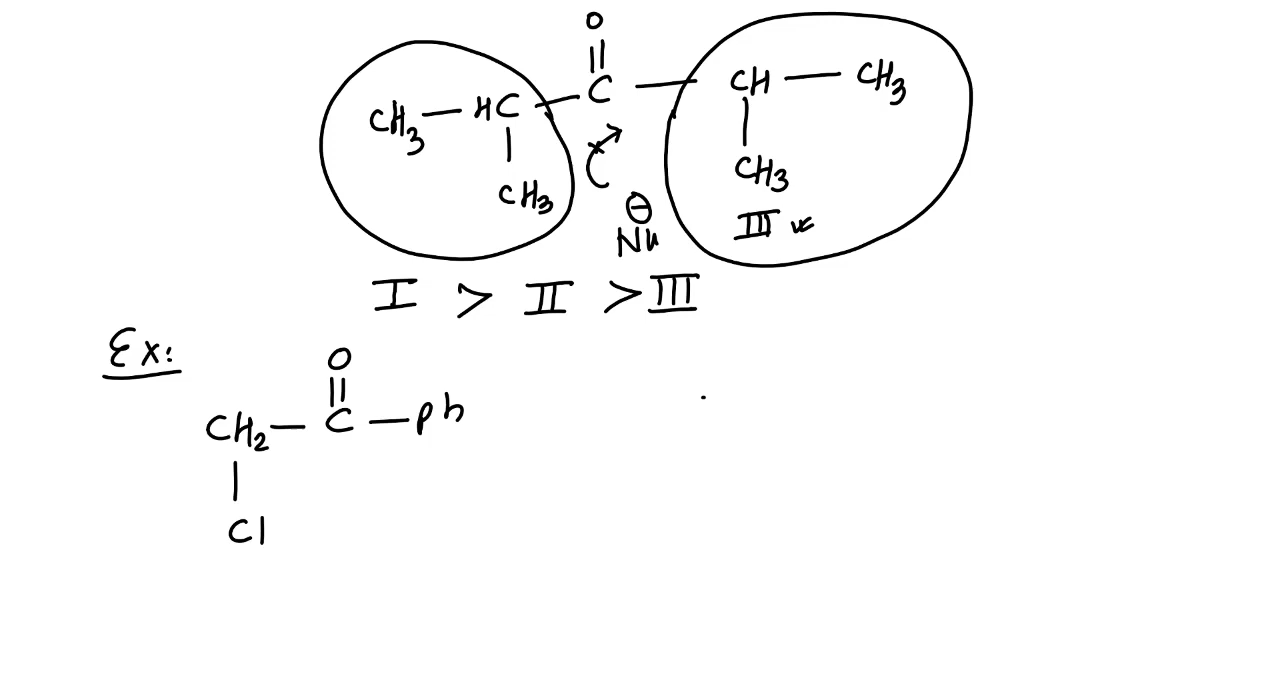 O
||
CH3 — HC — C — CH — CH3
| |
CH3 CH3
⊖
Nu III
I > II > III
Ex:
O
||
CH2 — C — Ph
|
Cl